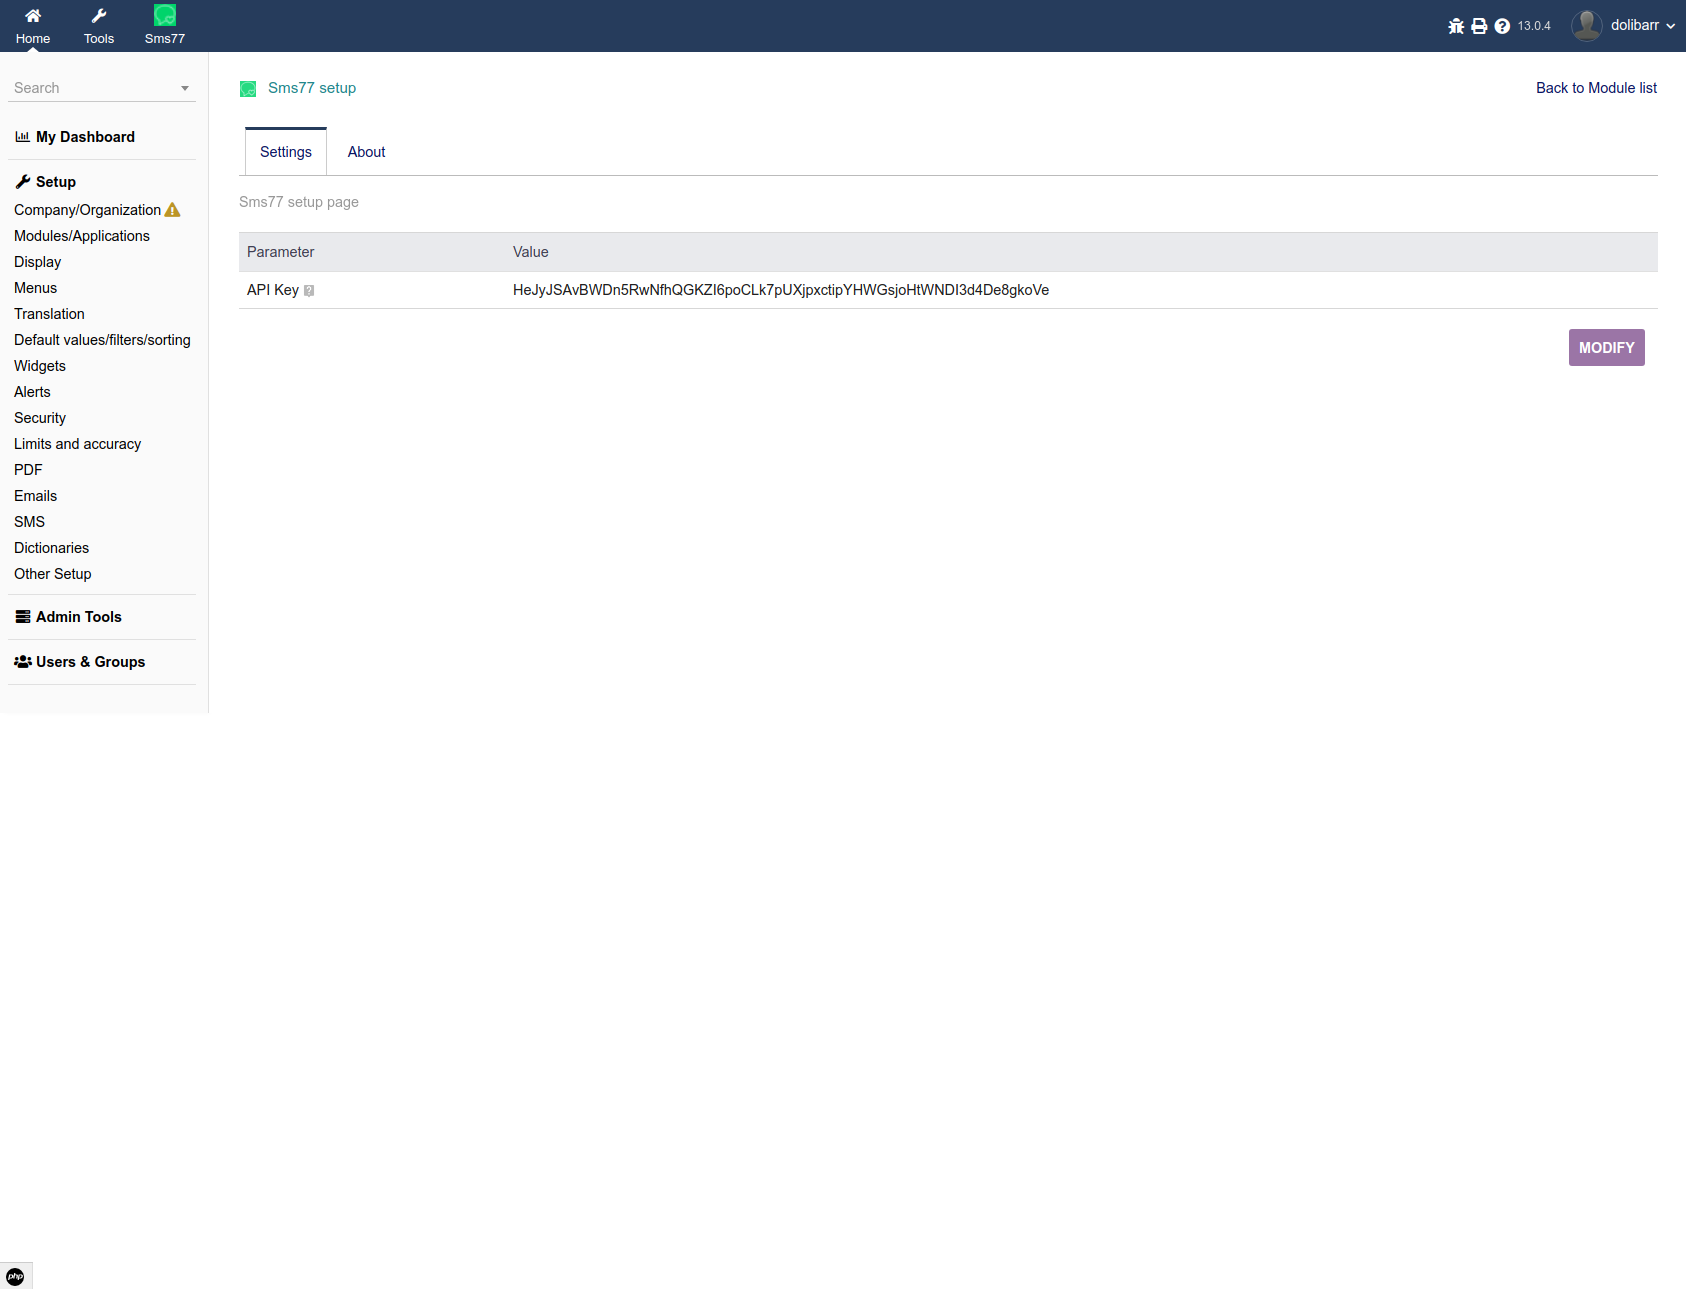 Home Tools Sms77 13.0.4 dolibarr
Search
My Dashboard
Setup
Company/Organization
Modules/Applications
Display
Menus
Translation
Default values/filters/sorting
Widgets
Alerts
Security
Limits and accuracy
PDF
Emails
SMS
Dictionaries
Other Setup
Admin Tools
Users & Groups
Sms77 setup
Back to Module list
Settings About
Sms77 setup page
Parameter Value
API Key ? HeJyJSAvBWDn5RwNfhQGKZI6poCLk7pUXjpxctipYHWGsjoHtWNDI3d4De8gkoVe
MODIFY
php